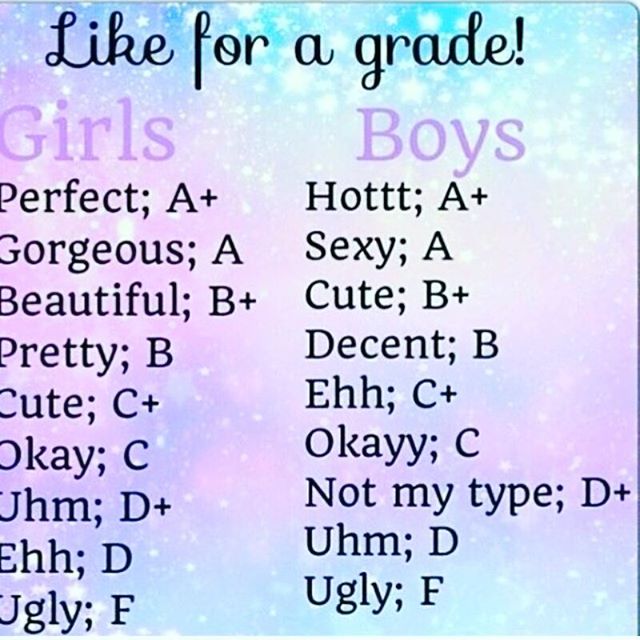 Like for a grade!
Girls
Perfect; A+
Gorgeous; A
Beautiful; B+
Pretty; B
Cute; C+
Okay; C
Uhm; D+
Ehh; D
Ugly; F
Boys
Hottt; A+
Sexy; A
Cute; B+
Decent; B
Ehh; C+
Okayy; C
Not my type; D+
Uhm; D
Ugly; F